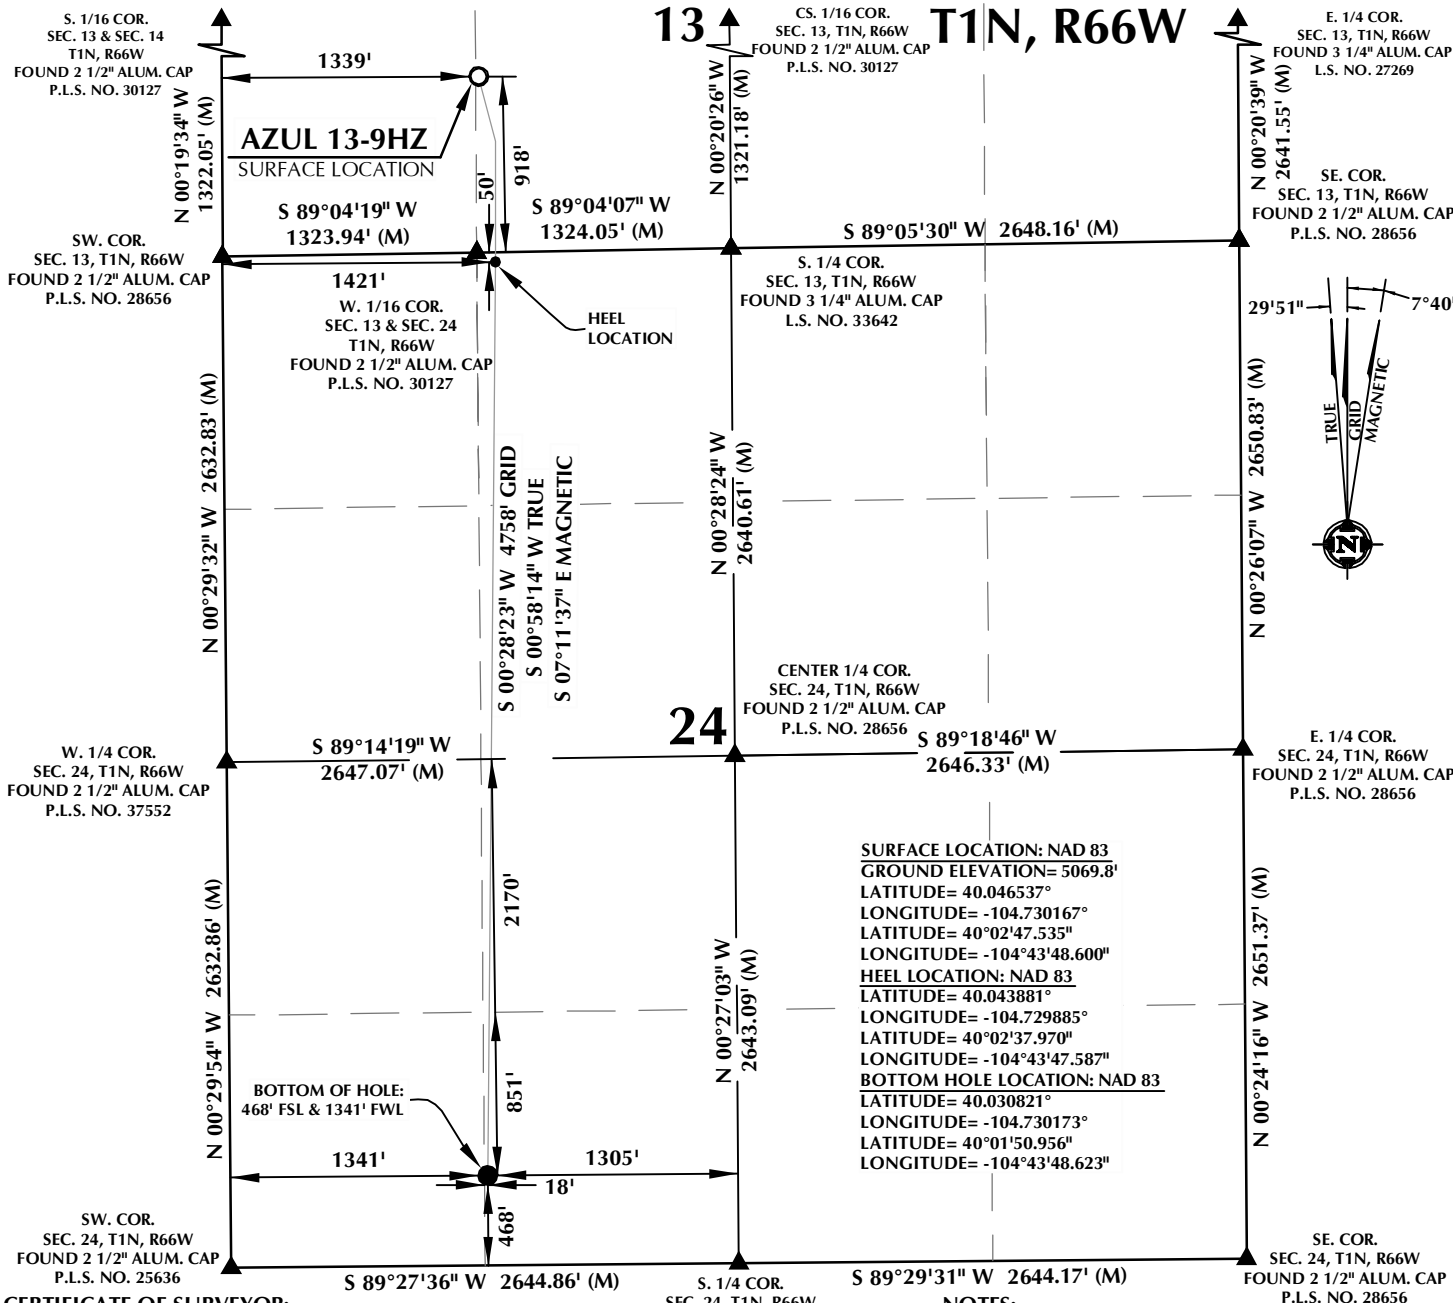 S. 1/16 COR.
SEC. 13 & SEC. 14
T1N, R66W
FOUND 2 1/2" ALUM. CAP
P.L.S. NO. 30127
13
CS. 1/16 COR.
SEC. 13, T1N, R66W
FOUND 2 1/2" ALUM. CAP
P.L.S. NO. 30127
T1N, R66W
E. 1/4 COR.
SEC. 13, T1N, R66W
FOUND 3 1/4" ALUM. CAP
L.S. NO. 27269
1339'
N 00°19'34" W
1322.05' (M)
AZUL 13-9HZ
SURFACE LOCATION
918'
50'
N 00°20'26" W
1321.18' (M)
N 00°20'39" W
2641.55' (M)
SE. COR.
SEC. 13, T1N, R66W
FOUND 2 1/2" ALUM. CAP
P.L.S. NO. 28656
S 89°04'19" W
1323.94' (M)
S 89°04'07" W
1324.05' (M)
S 89°05'30" W 2648.16' (M)
SW. COR.
SEC. 13, T1N, R66W
FOUND 2 1/2" ALUM. CAP
P.L.S. NO. 28656
1421'
W. 1/16 COR.
SEC. 13 & SEC. 24
T1N, R66W
FOUND 2 1/2" ALUM. CAP
P.L.S. NO. 30127
HEEL
LOCATION
S. 1/4 COR.
SEC. 13, T1N, R66W
FOUND 3 1/4" ALUM. CAP
L.S. NO. 33642
29'51"
7°40'
TRUE
GRID
MAGNETIC
N
N 00°29'32" W 2632.83' (M)
S 00°28'23" W 4758' GRID
S 00°58'14" W TRUE
S 07°11'37" E MAGNETIC
N 00°28'24" W
2640.61' (M)
N 00°26'07" W 2650.83' (M)
24
CENTER 1/4 COR.
SEC. 24, T1N, R66W
FOUND 2 1/2" ALUM. CAP
P.L.S. NO. 28656
W. 1/4 COR.
SEC. 24, T1N, R66W
FOUND 2 1/2" ALUM. CAP
P.L.S. NO. 37552
S 89°14'19" W
2647.07' (M)
S 89°18'46" W
2646.33' (M)
E. 1/4 COR.
SEC. 24, T1N, R66W
FOUND 2 1/2" ALUM. CAP
P.L.S. NO. 28656
2170'
N 00°29'54" W 2632.86' (M)
N 00°27'03" W
2643.09' (M)
N 00°24'16" W 2651.37' (M)
SURFACE LOCATION: NAD 83
GROUND ELEVATION= 5069.8'
LATITUDE= 40.046537°
LONGITUDE= -104.730167°
LATITUDE= 40°02'47.535"
LONGITUDE= -104°43'48.600"
HEEL LOCATION: NAD 83
LATITUDE= 40.043881°
LONGITUDE= -104.729885°
LATITUDE= 40°02'37.970"
LONGITUDE= -104°43'47.587"
BOTTOM HOLE LOCATION: NAD 83
LATITUDE= 40.030821°
LONGITUDE= -104.730173°
LATITUDE= 40°01'50.956"
LONGITUDE= -104°43'48.623"
BOTTOM OF HOLE:
468' FSL & 1341' FWL
851'
1341'
1305'
18'
468'
SW. COR.
SEC. 24, T1N, R66W
FOUND 2 1/2" ALUM. CAP
P.L.S. NO. 25636
S 89°27'36" W 2644.86' (M)
S. 1/4 COR.
SEC. 24, T1N, R66W
S 89°29'31" W 2644.17' (M)
SE. COR.
SEC. 24, T1N, R66W
FOUND 2 1/2" ALUM. CAP
P.L.S. NO. 28656
CERTIFICATE OF SURVEYOR:
NOTES: